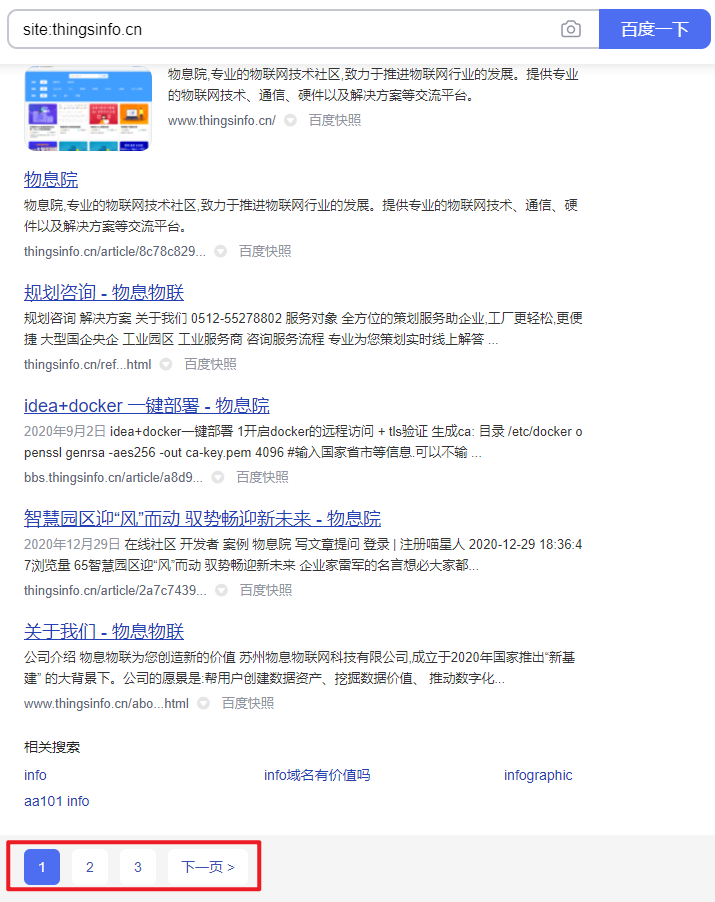 site:thingsinfo.cn
百度一下
物息院,专业的物联网技术社区,致力于推进物联网行业的发展。提供专业
的物联网技术、通信、硬件以及解决方案等交流平台。
www.thingsinfo.cn/ 百度快照
物息院
物息院,专业的物联网技术社区,致力于推进物联网行业的发展。提供专业的物联网技术、通信、硬
件以及解决方案等交流平台。
thingsinfo.cn/article/8c78c829... 百度快照
规划咨询 - 物息物联
规划咨询 解决方案 关于我们 0512-55278802 服务对象 全方位的策划服务助企业,工厂更轻松,更便
捷 大型国企央企 工业园区 工业服务商 咨询服务流程 专业为您策划实时线上解答 ...
thingsinfo.cn/ref...html 百度快照
idea+docker 一键部署 - 物息院
2020年9月2日 idea+docker一键部署 1开启docker的远程访问 + tls验证 生成ca: 目录 /etc/docker o
penssl genrsa -aes256 -out ca-key.pem 4096 #输入国家省市等信息.可以不输 ...
bbs.thingsinfo.cn/article/a8d9... 百度快照
智慧园区迎“风”而动 驭势畅迎新未来 - 物息院
2020年12月29日 在线社区 开发者 案例 物息院 写文章提问 登录 | 注册喵星人 2020-12-29 18:36:4
7浏览量 65智慧园区迎“风”而动 驭势畅迎新未来 企业家雷军的名言想必大家都...
thingsinfo.cn/article/2a7c7439... 百度快照
关于我们 - 物息物联
公司介绍 物息物联为您创造新的价值 苏州物息物联网科技有限公司,成立于2020年国家推出“新基
建” 的大背景下。公司的愿景是:帮用户创建数据资产、挖掘数据价值、 推动数字化...
www.thingsinfo.cn/abo...html 百度快照
相关搜索
info info域名有价值吗 infographic
aa101 info
1 2 3 下一页 >